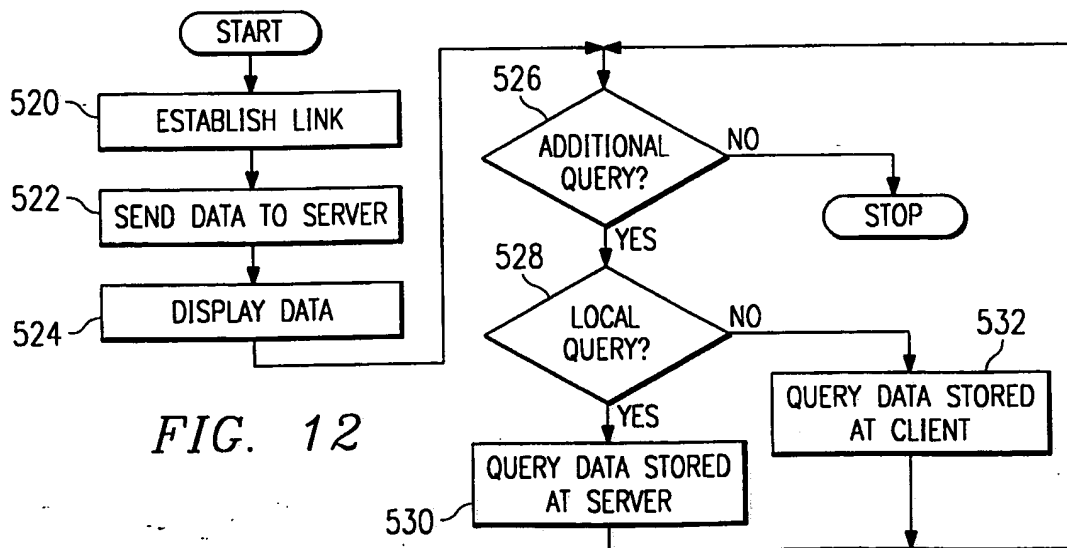 START
520
ESTABLISH LINK
522
SEND DATA TO SERVER
524
DISPLAY DATA
526
ADDITIONAL
QUERY?
NO
STOP
YES
528
LOCAL
QUERY?
NO
532
QUERY DATA STORED
AT CLIENT
YES
QUERY DATA STORED
AT SERVER
530
FIG. 12